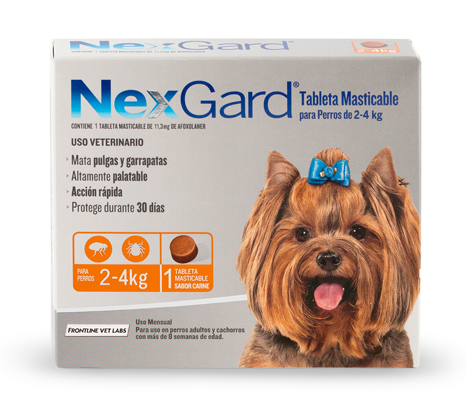 NexGard®
Tableta Masticable
para Perros de 2-4 kg
CONTIENE 1 TABLETA MASTICABLE DE 11,3mg DE AFOXOLANER
USO VETERINARIO
› Mata pulgas y garrapatas
› Altamente palatable
› Acción rápida
› Protege durante 30 días
PARA
PERROS
2-4kg
1 TABLETA
MASTICABLE
SABOR CARNE
FRONTLINE VET LABS
Uso Mensual
Para uso en perros adultos y cachorros
con más de 8 semanas de edad.